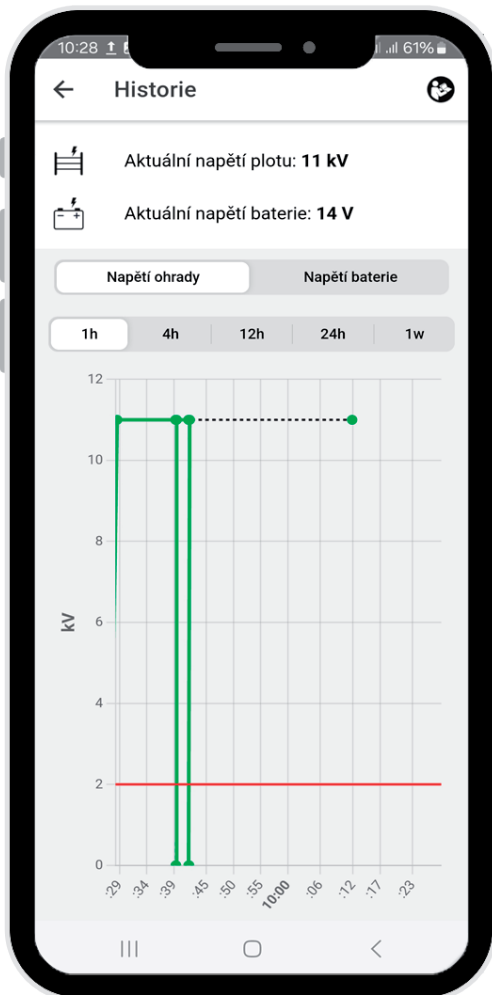 10:28 61%
Historie
Aktuální napětí plotu: 11 kV
Aktuální napětí baterie: 14 V
Napětí ohrady Napětí baterie
1h 4h 12h 24h 1w
12
10
8
6
4
2
0
kV
:29 :34 :39 :45 :50 :55 10:00 :06 :12 :17 :23